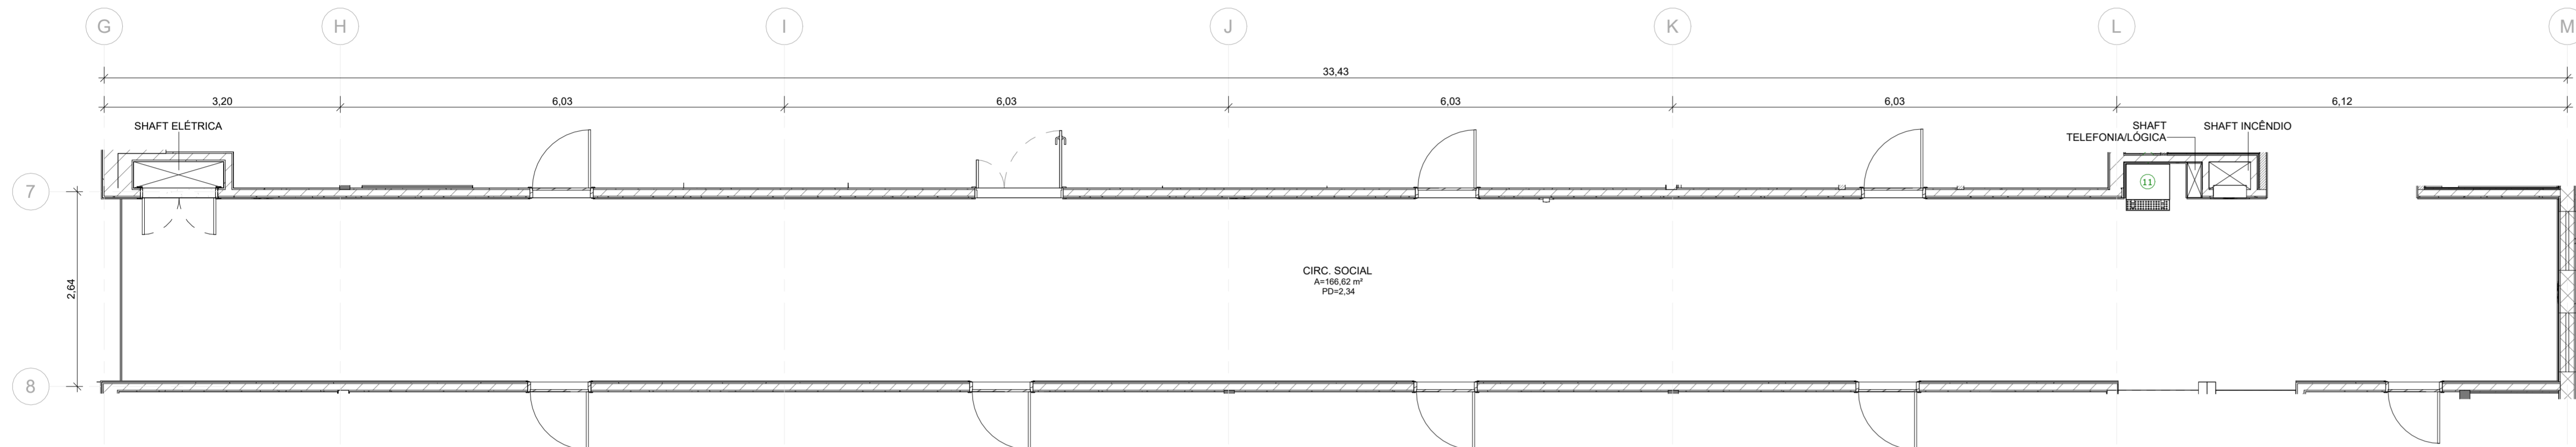 G
H
I
J
K
L
M
33,43
3,20
6,03
6,03
6,03
6,03
6,12
SHAFT ELÉTRICA
SHAFT
TELEFONIA/LÓGICA
SHAFT INCÊNDIO
7
11
2,64
CIRC. SOCIAL
A=166,62 m²
PD=2,34
8